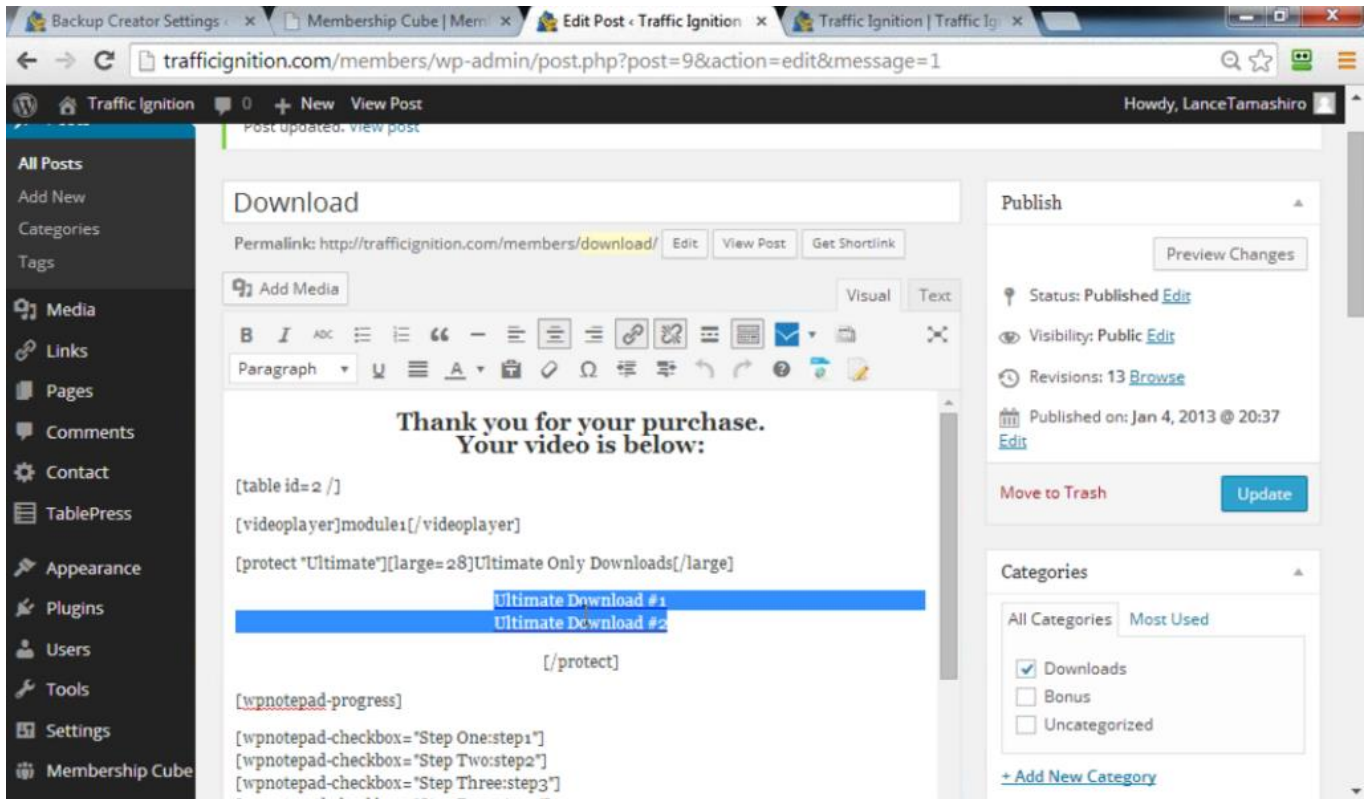 Backup Creator Settings ‹
Membership Cube | Mem
Edit Post ‹ Traffic Ignition
Traffic Ignition | Traffic Ig
trafficignition.com/members/wp-admin/post.php?post=9&action=edit&message=1
Traffic Ignition 0 + New View Post Howdy, LanceTamashiro
Posts
Post updated. View post
All Posts
Add New
Categories
Tags
Media
Links
Pages
Comments
Contact
TablePress
Appearance
Plugins
Users
Tools
Settings
Membership Cube
Download
Permalink: http://trafficignition.com/members/download/ Edit View Post Get Shortlink
Add Media
Visual Text
B I ABC
Paragraph U A Ω
Thank you for your purchase.
Your video is below:
[table id=2 /]
[videoplayer]module1[/videoplayer]
[protect "Ultimate"][large=28]Ultimate Only Downloads[/large]
Ultimate Download #1
Ultimate Download #2
[/protect]
[wpnotepad-progress]
[wpnotepad-checkbox="Step One:step1"]
[wpnotepad-checkbox="Step Two:step2"]
[wpnotepad-checkbox="Step Three:step3"]
Publish
Preview Changes
Status: Published Edit
Visibility: Public Edit
Revisions: 13 Browse
Published on: Jan 4, 2013 @ 20:37
Edit
Move to Trash Update
Categories
All Categories Most Used
Downloads
Bonus
Uncategorized
+ Add New Category